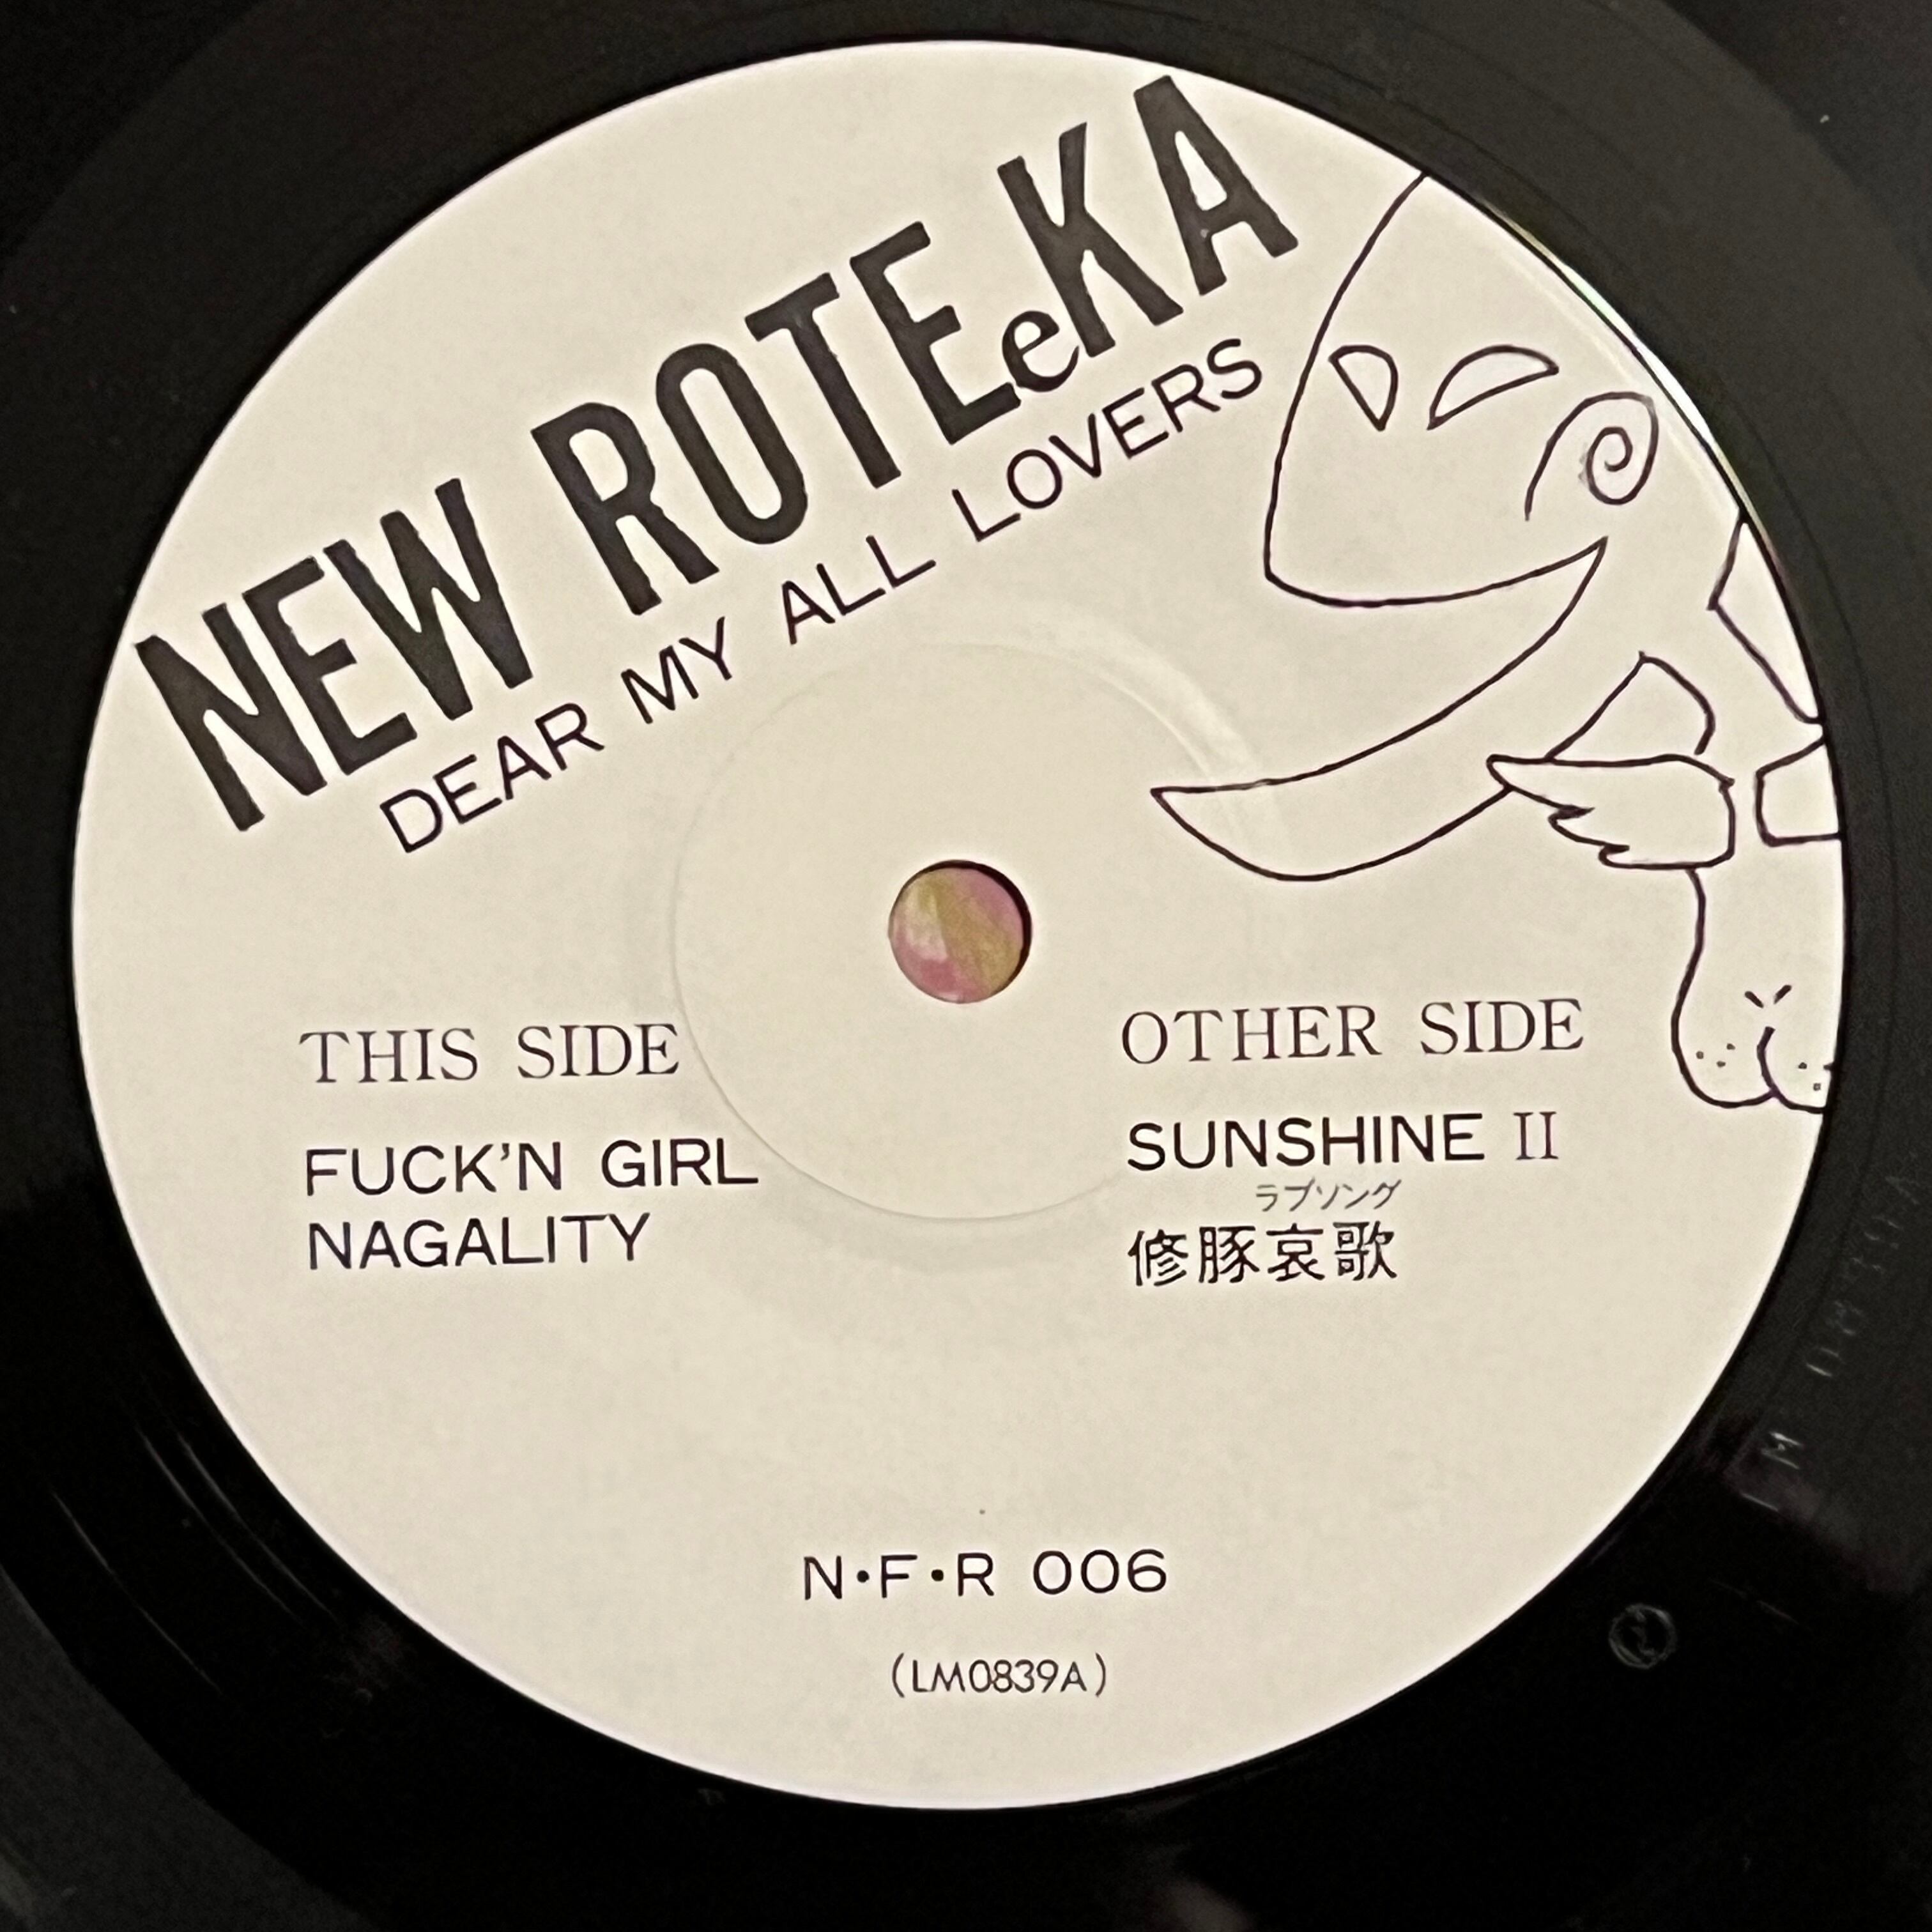 NEW ROTEeKA
DEAR MY ALL LOVERS
THIS SIDE
FUCK'N GIRL
NAGALITY
OTHER SIDE
SUNSHINE II
ラブソング
修豚哀歌
N·F·R 006
(LM0839A)